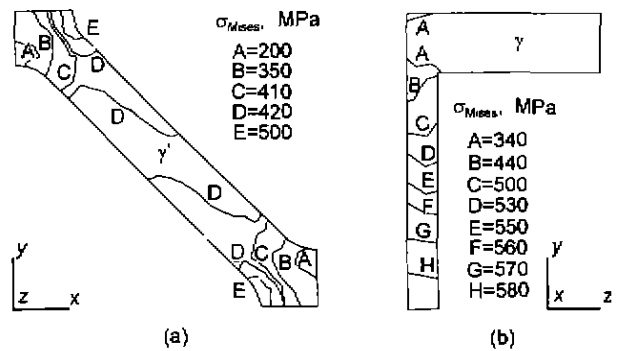 E
B
A
C
D
D
γ'
D
D
C
B
A
E
σMises, MPa
A=200
B=350
C=410
D=420
E=500
y
z
x
(a)
A
A
γ
B
C
D
E
F
G
H
σMises, MPa
A=340
B=440
C=500
D=530
E=550
F=560
G=570
H=580
y
x
z
(b)